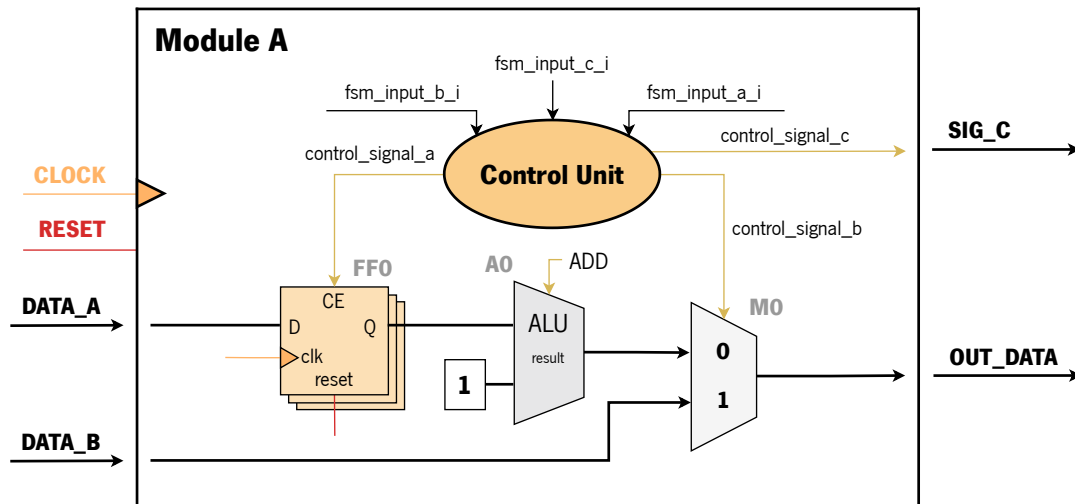 Module A
fsm_input_c_i
fsm_input_b_i
fsm_input_a_i
control_signal_a
control_signal_c
SIG_C
Control Unit
CLOCK
RESET
control_signal_b
FF0
A0
ADD
DATA_A
CE
M0
D
Q
ALU
clk
result
0
reset
1
1
OUT_DATA
DATA_B